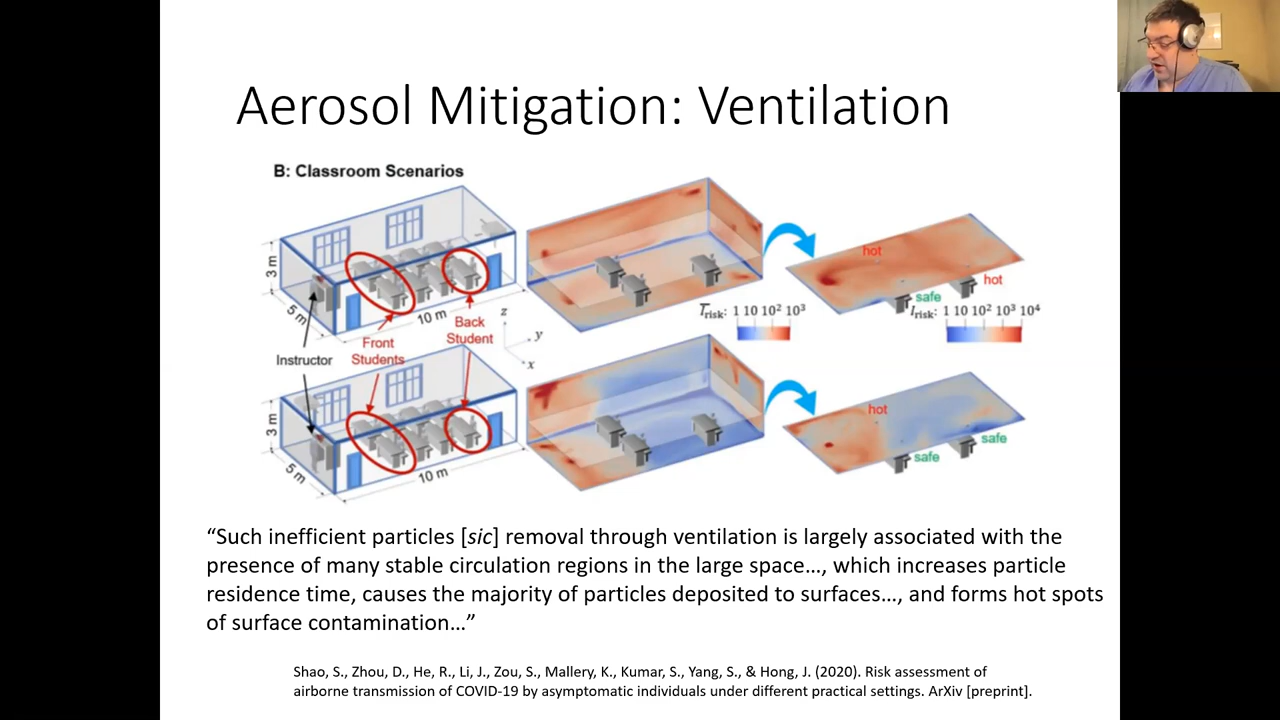 Aerosol Mitigation: Ventilation
B: Classroom Scenarios
3 m
5 m
10 m
Instructor
Front
Students
Back
Student
z
y
x
T̅risk: 1 10 10² 10³
hot
hot
safe
Irisk: 1 10 10² 10³ 10⁴
3 m
5 m
10 m
hot
safe
safe
“Such inefficient particles [sic] removal through ventilation is largely associated with the
presence of many stable circulation regions in the large space…, which increases particle
residence time, causes the majority of particles deposited to surfaces…, and forms hot spots
of surface contamination…”
Shao, S., Zhou, D., He, R., Li, J., Zou, S., Mallery, K., Kumar, S., Yang, S., & Hong, J. (2020). Risk assessment of
airborne transmission of COVID-19 by asymptomatic individuals under different practical settings. ArXiv [preprint].